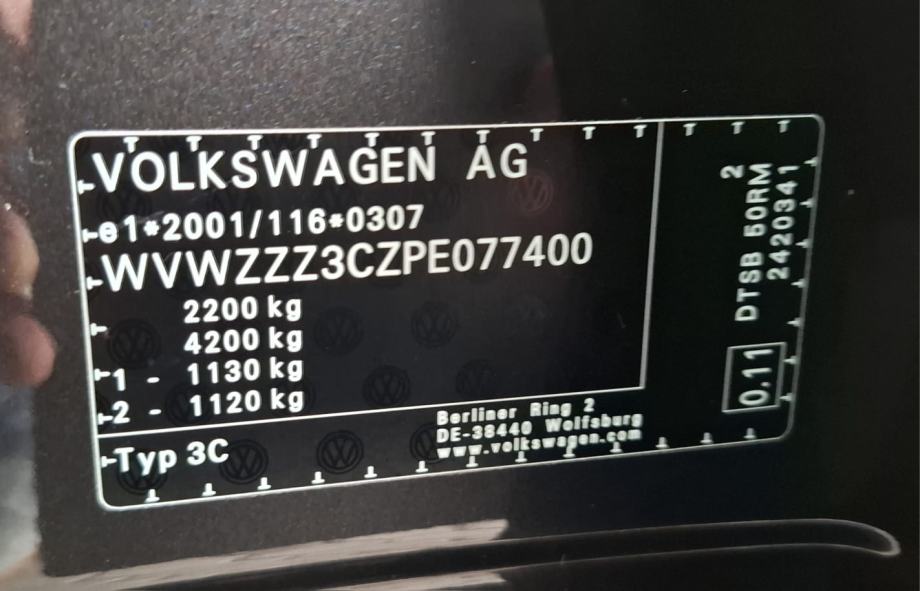 VOLKSWAGEN AG
e1*2001/116*0307
WVWZZZ3CZPE077400
2200 kg
4200 kg
1 - 1130 kg
2 - 1120 kg
Typ 3C
Berliner Ring 2
DE-38440 Wolfsburg
www.volkswagen.com
2
DTSB 50RM
2420341
0.11